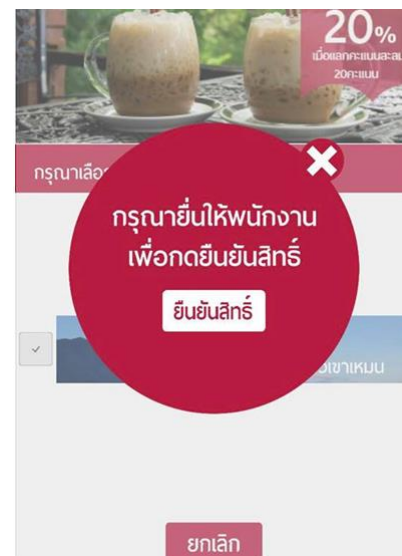 20%
เมื่อแลกคะแนนสะสม
20คะแนน
กรุณาเลือก
กรุณายื่นให้พนักงาน
เพื่อกดยืนยันสิทธิ์
ยืนยันสิทธิ์
ยกเลิก